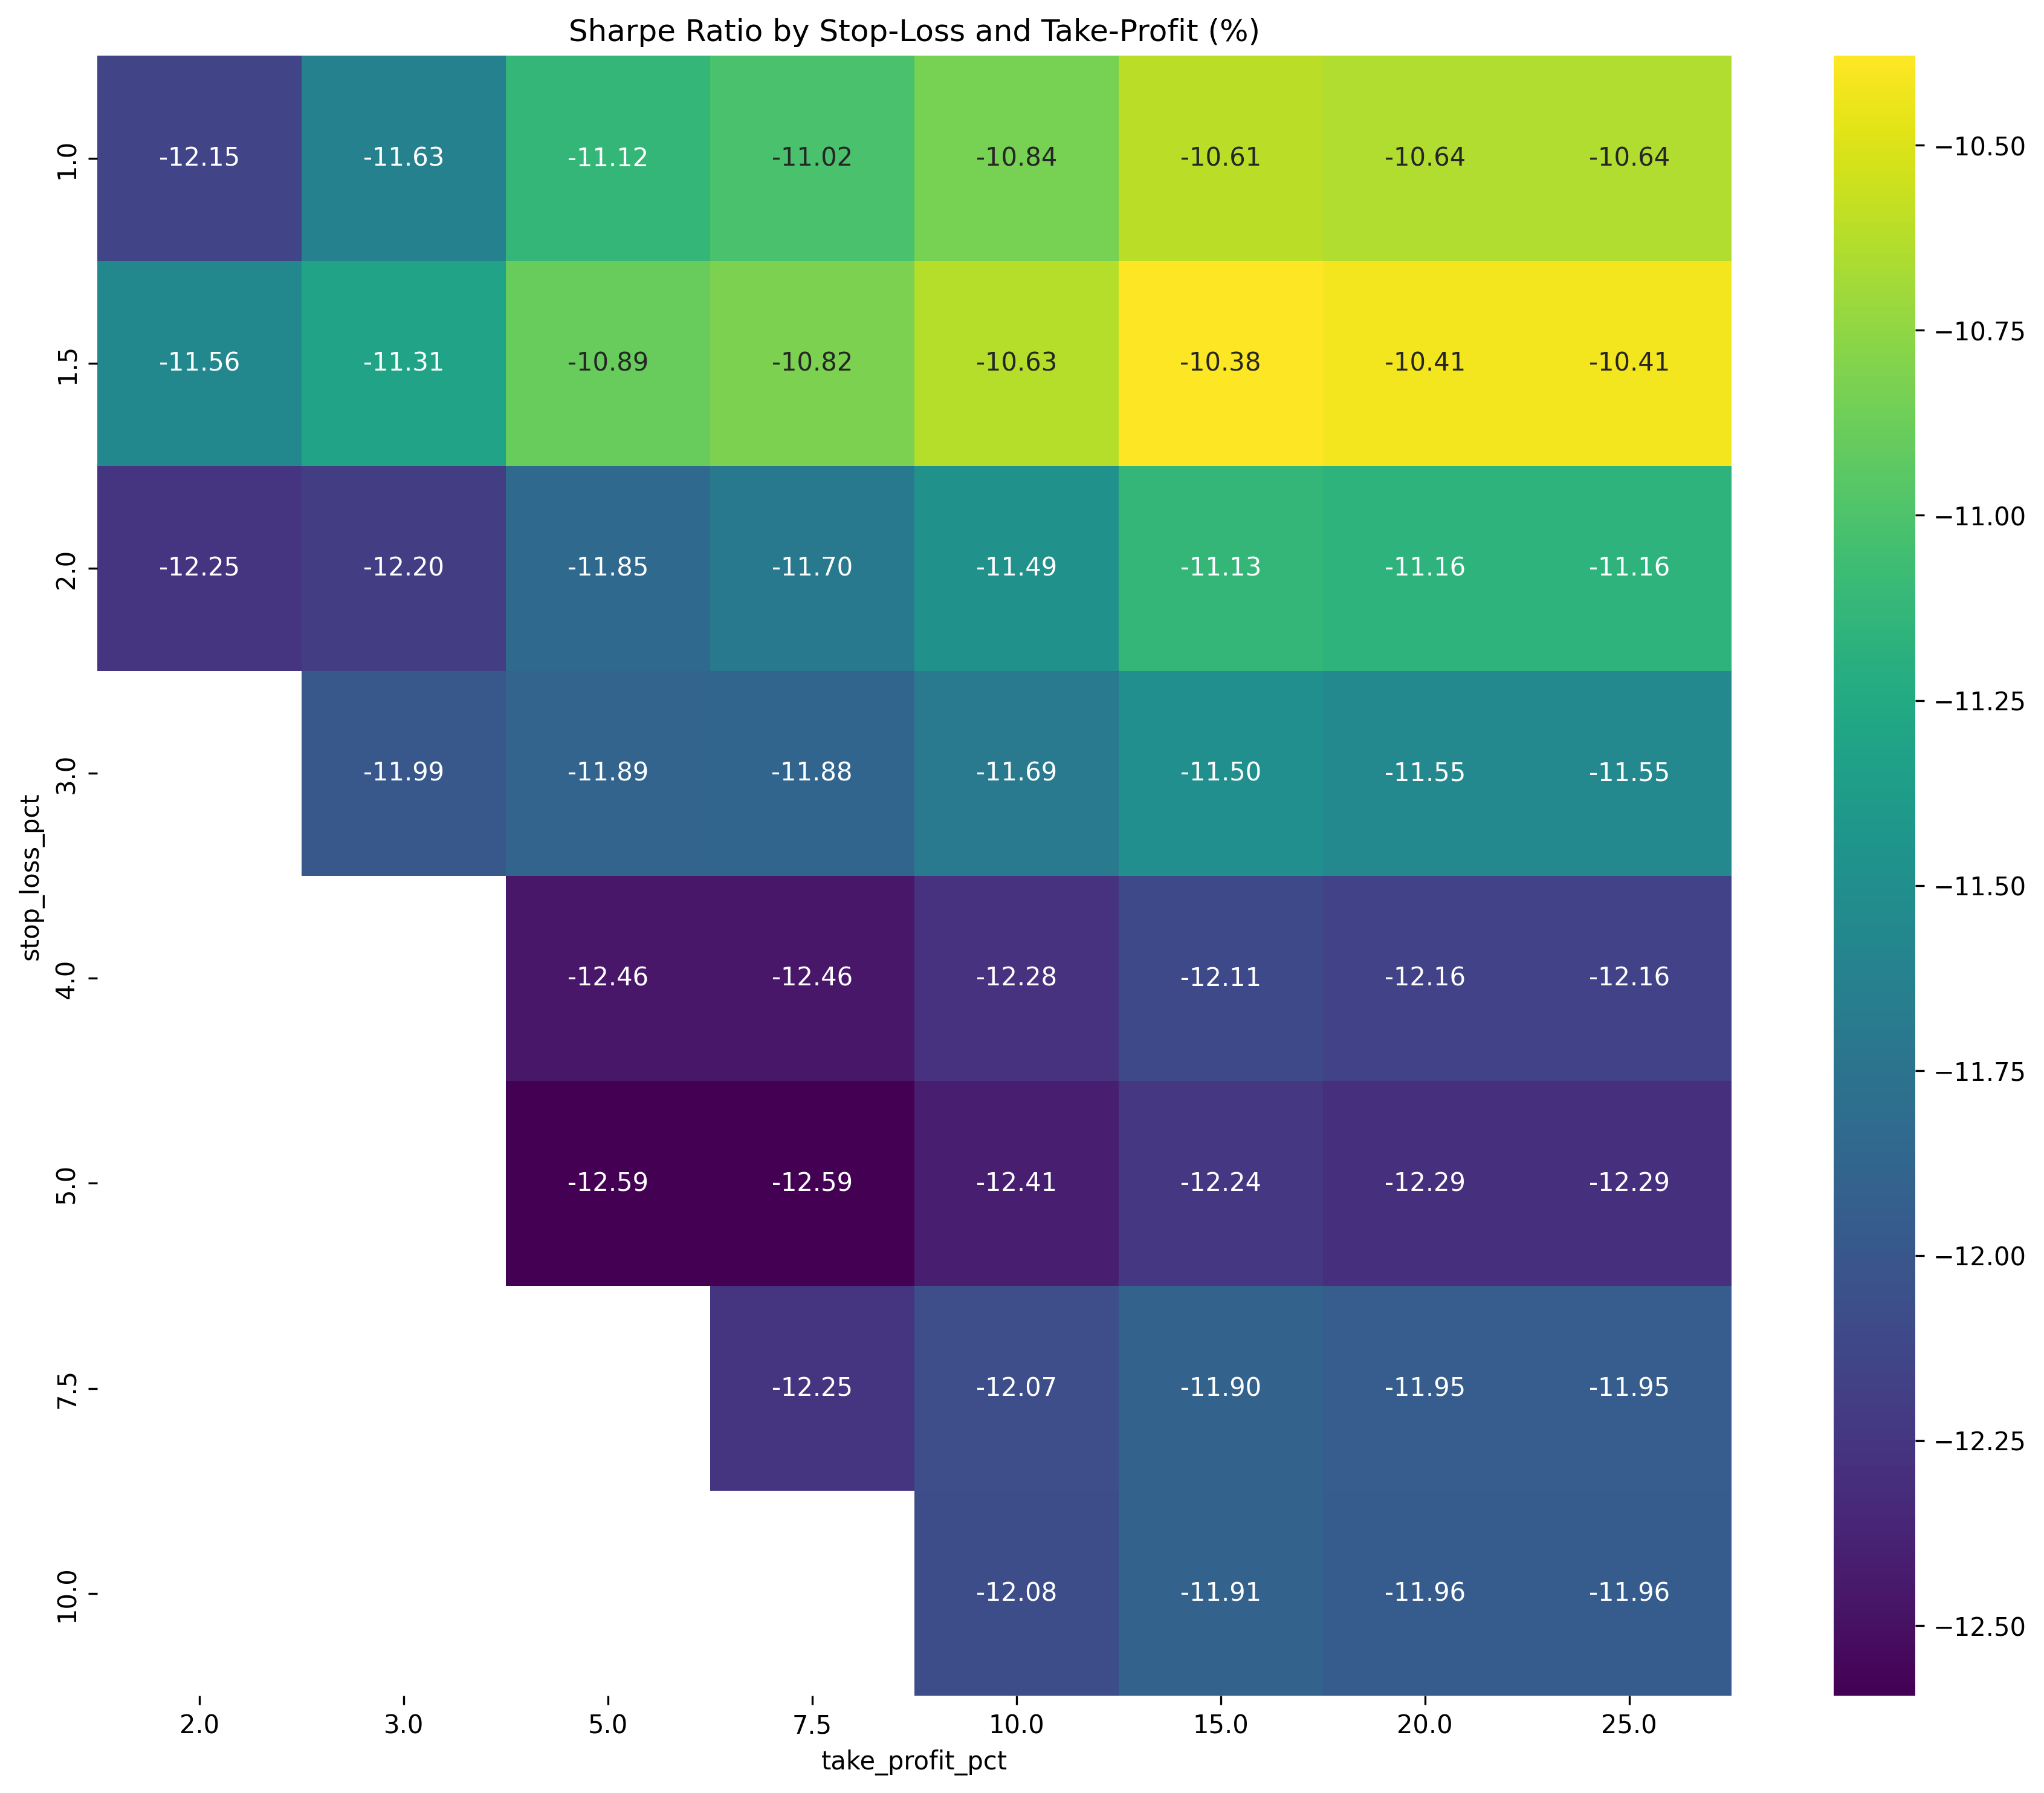 Sharpe Ratio by Stop-Loss and Take-Profit (%)
1.0 -12.15 -11.63 -11.12 -11.02 -10.84 -10.61 -10.64 -10.64
1.5 -11.56 -11.31 -10.89 -10.82 -10.63 -10.38 -10.41 -10.41
2.0 -12.25 -12.20 -11.85 -11.70 -11.49 -11.13 -11.16 -11.16
3.0 -11.99 -11.89 -11.88 -11.69 -11.50 -11.55 -11.55
4.0 -12.46 -12.46 -12.28 -12.11 -12.16 -12.16
5.0 -12.59 -12.59 -12.41 -12.24 -12.29 -12.29
7.5 -12.25 -12.07 -11.90 -11.95 -11.95
10.0 -12.08 -11.91 -11.96 -11.96
stop_loss_pct
2.0 3.0 5.0 7.5 10.0 15.0 20.0 25.0
take_profit_pct
−10.50
−10.75
−11.00
−11.25
−11.50
−11.75
−12.00
−12.25
−12.50